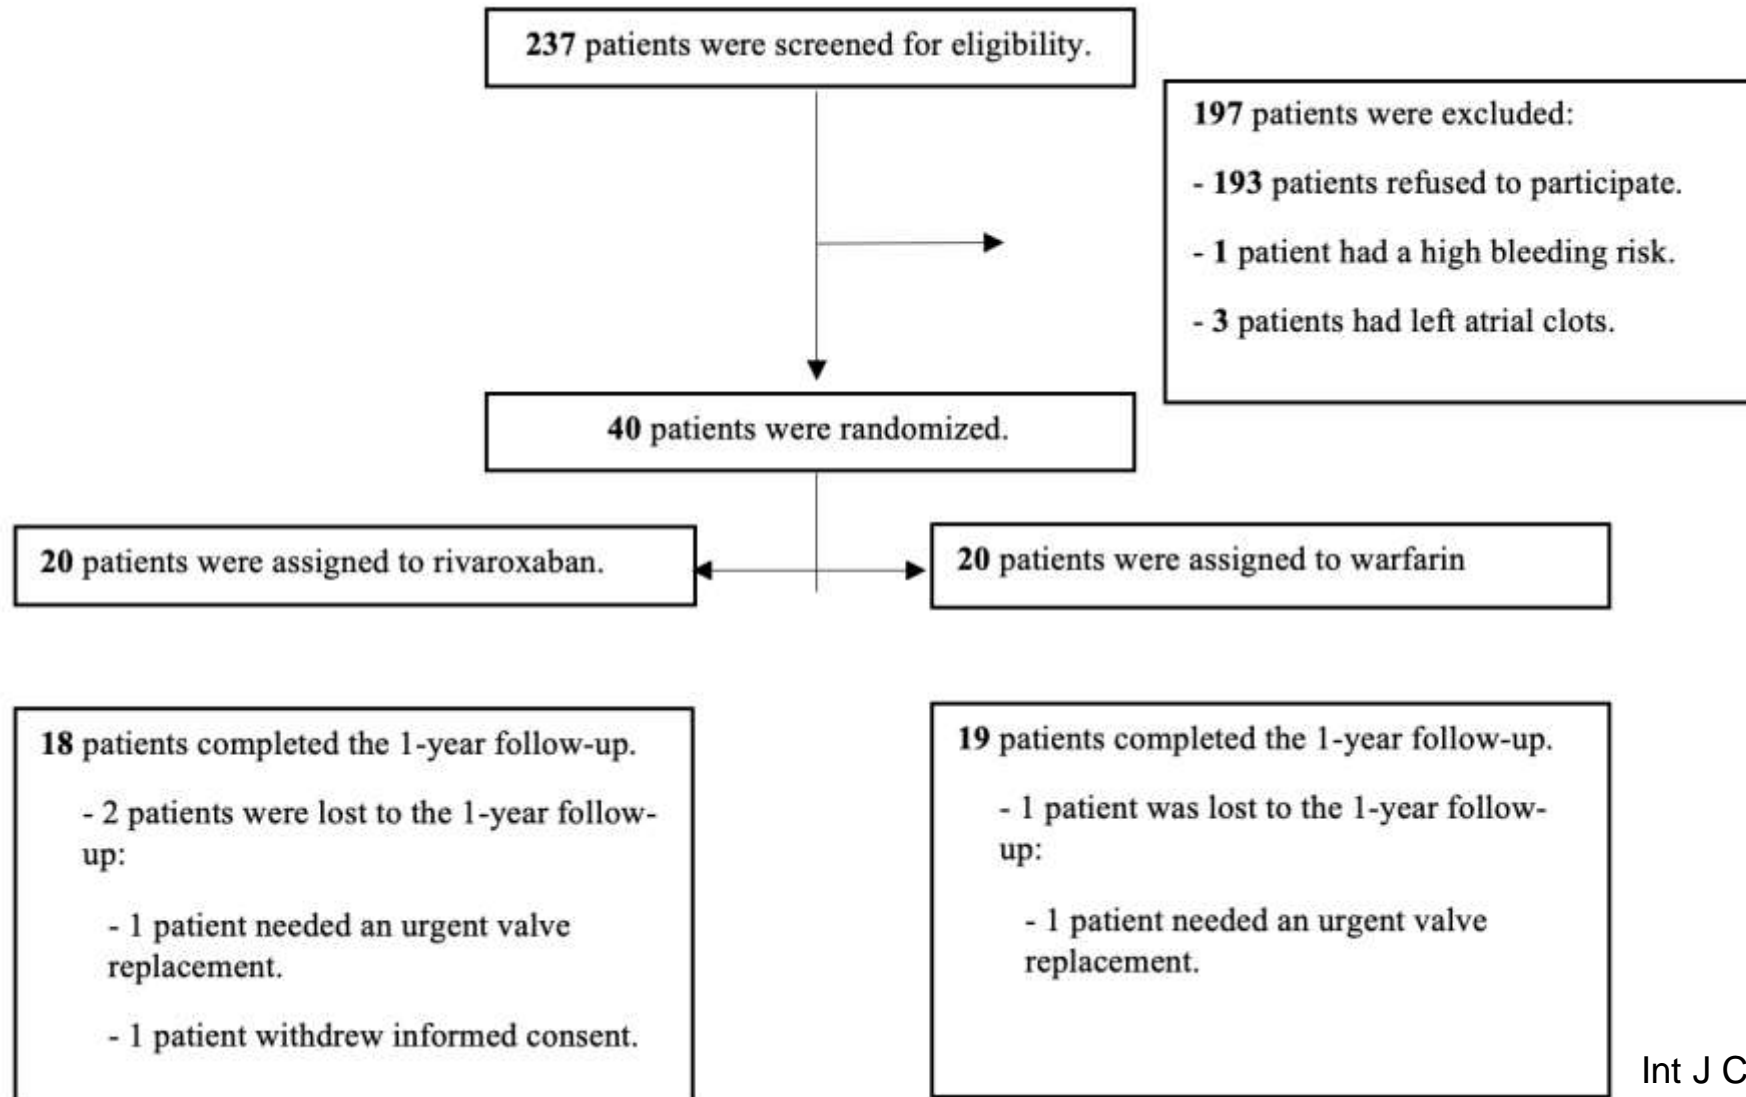 237 patients were screened for eligibility.
197 patients were excluded:
- 193 patients refused to participate.
- 1 patient had a high bleeding risk.
- 3 patients had left atrial clots.
40 patients were randomized.
20 patients were assigned to rivaroxaban.
20 patients were assigned to warfarin
18 patients completed the 1-year follow-up.
- 2 patients were lost to the 1-year follow-
up:
- 1 patient needed an urgent valve
replacement.
- 1 patient withdrew informed consent.
19 patients completed the 1-year follow-up.
- 1 patient was lost to the 1-year follow-
up:
- 1 patient needed an urgent valve
replacement.
Int J C